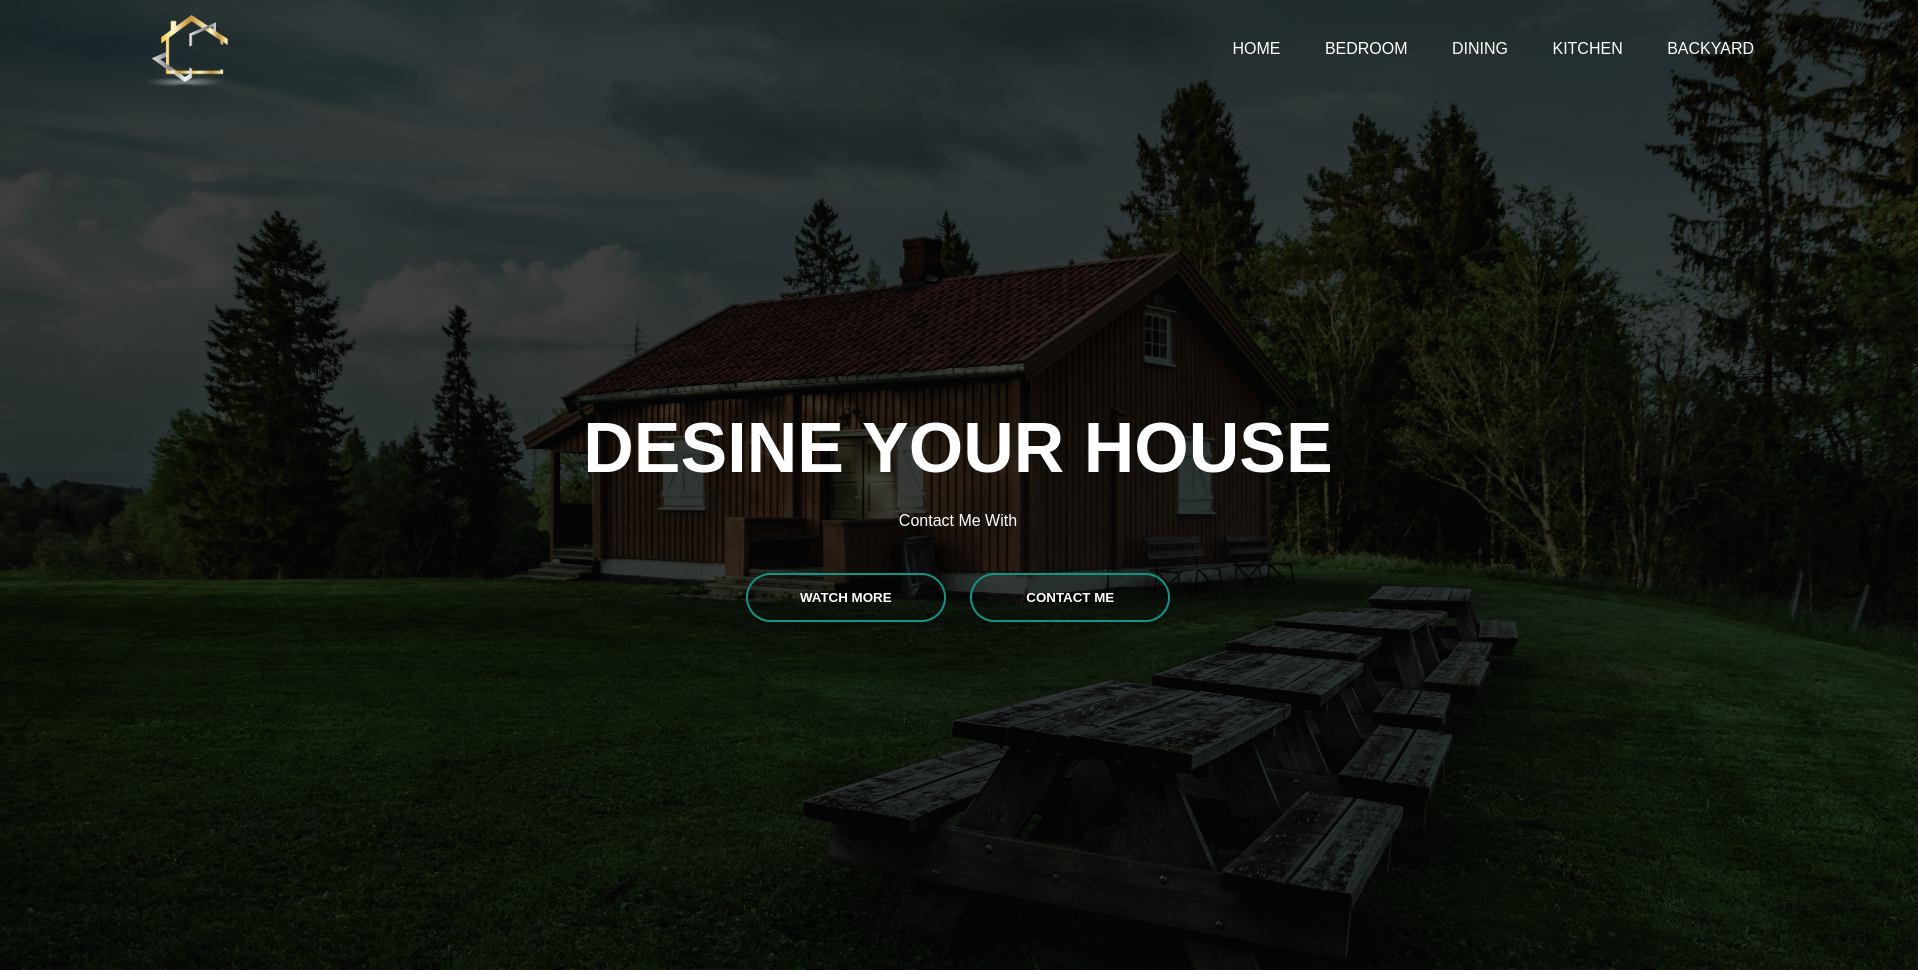 HOME BEDROOM DINING KITCHEN BACKYARD
DESINE YOUR HOUSE
Contact Me With
WATCH MORE CONTACT ME